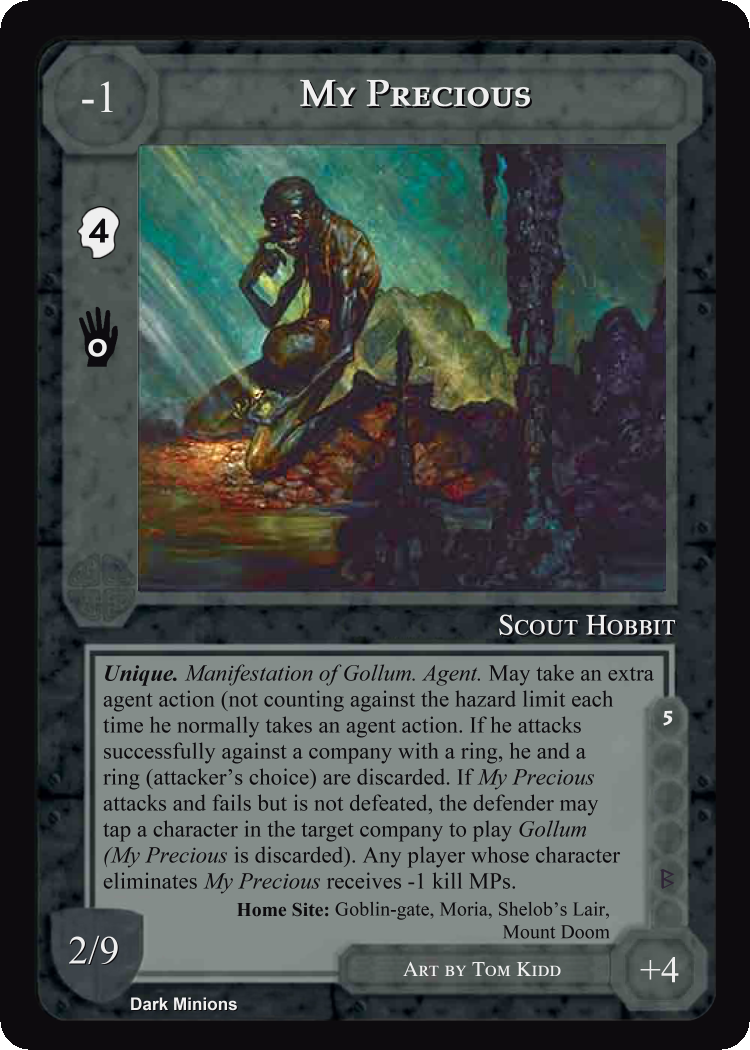 -1
My Precious
4
0
Scout Hobbit
Unique. Manifestation of Gollum. Agent. May take an extra
agent action (not counting against the hazard limit each
time he normally takes an agent action. If he attacks
successfully against a company with a ring, he and a
ring (attacker's choice) are discarded. If My Precious
attacks and fails but is not defeated, the defender may
tap a character in the target company to play Gollum
(My Precious is discarded). Any player whose character
eliminates My Precious receives -1 kill MPs.
Home Site: Goblin-gate, Moria, Shelob's Lair,
Mount Doom
5
B
2/9
Art by Tom Kidd
+4
Dark Minions